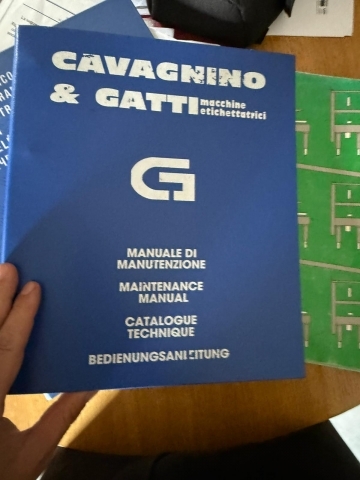 CAVAGNINO
& GATTI macchine etichettatrici
G
MANUALE DI
MANUTENZIONE
MAINTENANCE
MANUAL
CATALOGUE
TECHNIQUE
BEDIENUNGSANLEITUNG